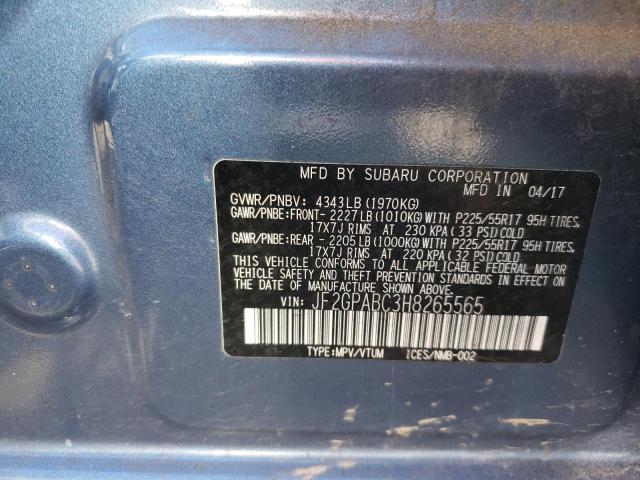 MFD BY SUBARU CORPORATION
MFD IN 04/17
GVWR/PNBV: 4343LB (1970KG)
GAWR/PNBE:FRONT- 2227LB (1010KG)WITH P225/55R17 95H TIRES,
17X7J RIMS AT 230 KPA (33 PSI)COLD
GAWR/PNBE:REAR - 2205LB (1000KG)WITH P225/55R17 95H TIRES,
17X7J RIMS AT 220 KPA (32 PSI)COLD
THIS VEHICLE CONFORMS TO ALL APPLICABLE FEDERAL MOTOR
VEHICLE SAFETY AND THEFT PREVENTION STANDARDS IN EFFECT ON
THE DATE OF MANUFACTURE SHOWN ABOVE.
VIN: JF2GPABC3H8265565
TYPE:MPV/VTUM ICES/NMB-002